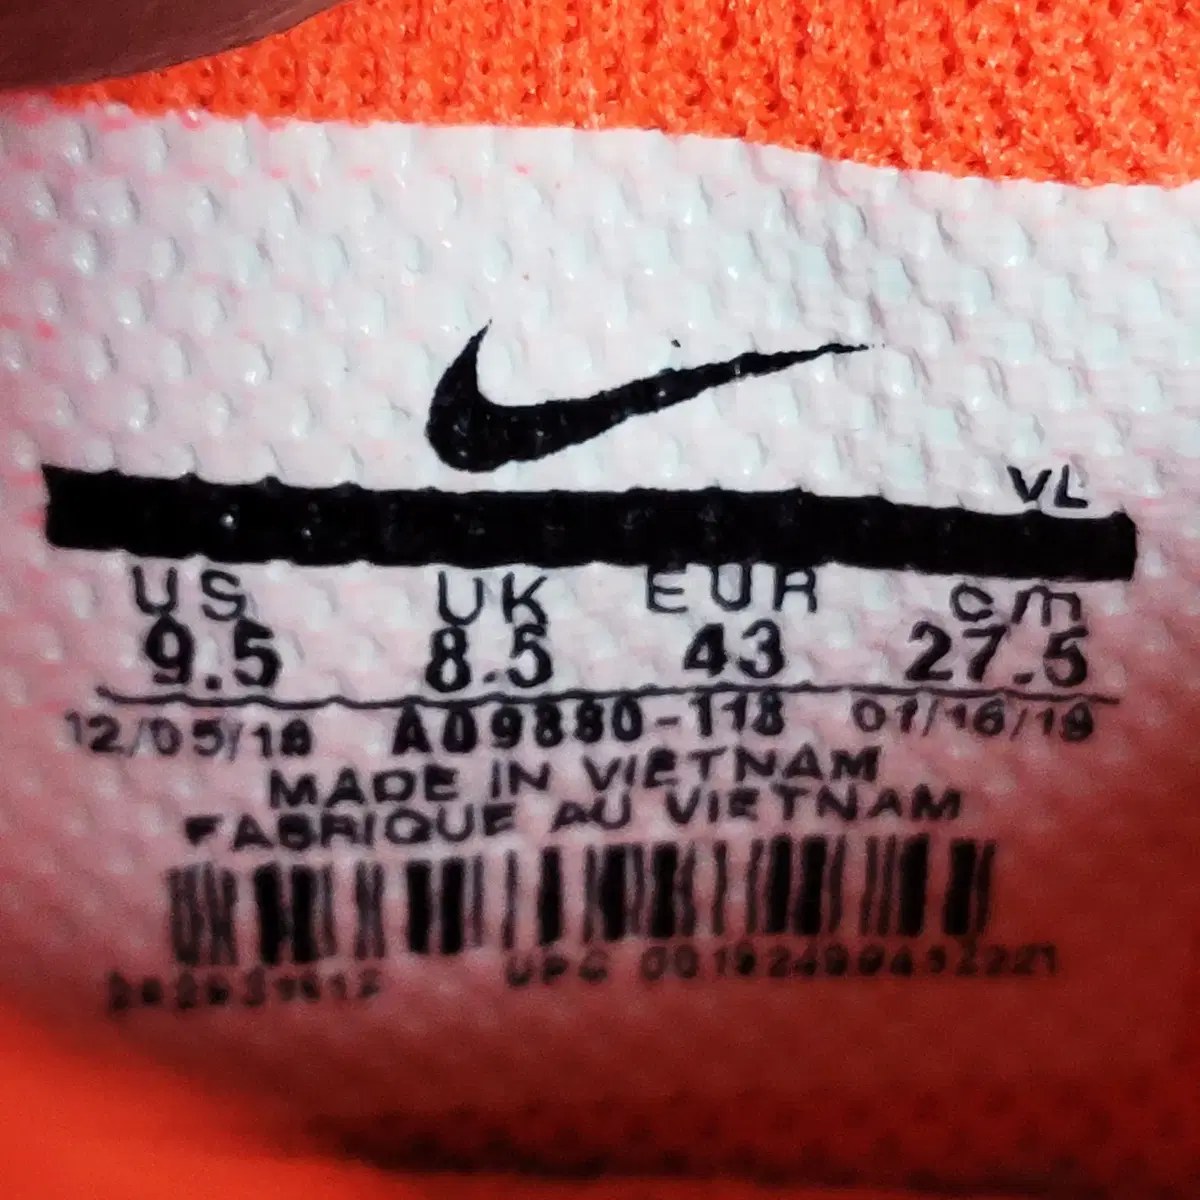 VL
US UK EUR cm
9.5 8.5 43 27.5
12/05/18 AO9880-118 01/16/19
MADE IN VIETNAM
FABRIQUE AU VIETNAM
UPC